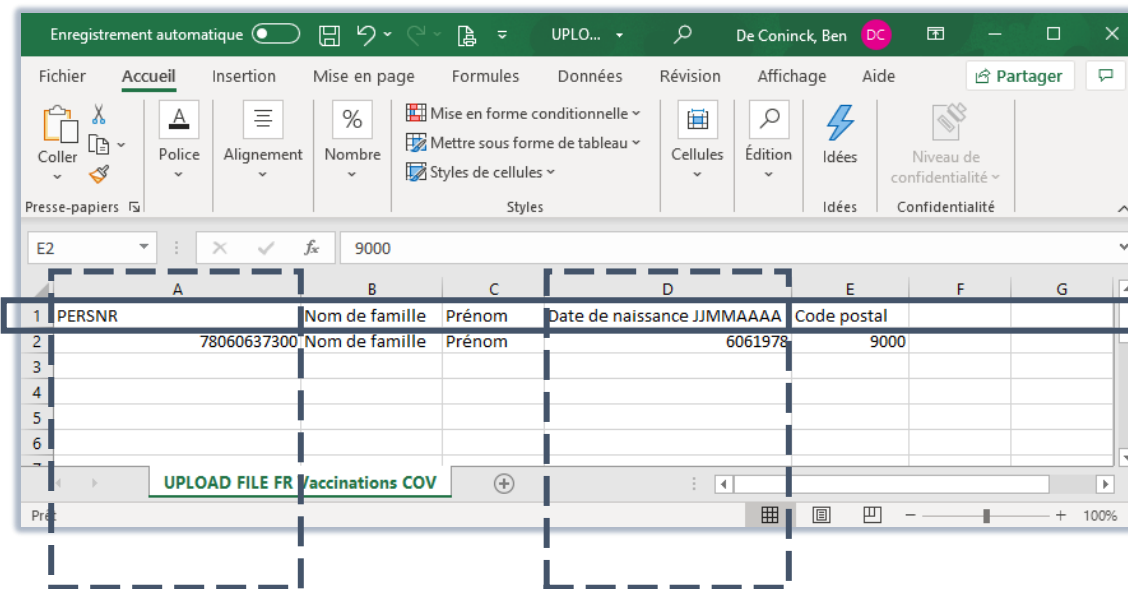 Enregistrement automatique UPLO... De Coninck, Ben DC
Fichier Accueil Insertion Mise en page Formules Données Révision Affichage Aide Partager
Coller
Police
Alignement
%
Nombre
Mise en forme conditionnelle
Mettre sous forme de tableau
Styles de cellules
Cellules
Édition
Idées
Niveau de
confidentialité
Presse-papiers Styles Idées Confidentialité
E2 fx 9000
A B C D E F G
1 PERSNR Nom de famille Prénom Date de naissance JJMMAAAA Code postal
2 78060637300 Nom de famille Prénom 6061978 9000
3
4
5
6
UPLOAD FILE FR Vaccinations COV
Prêt 100%